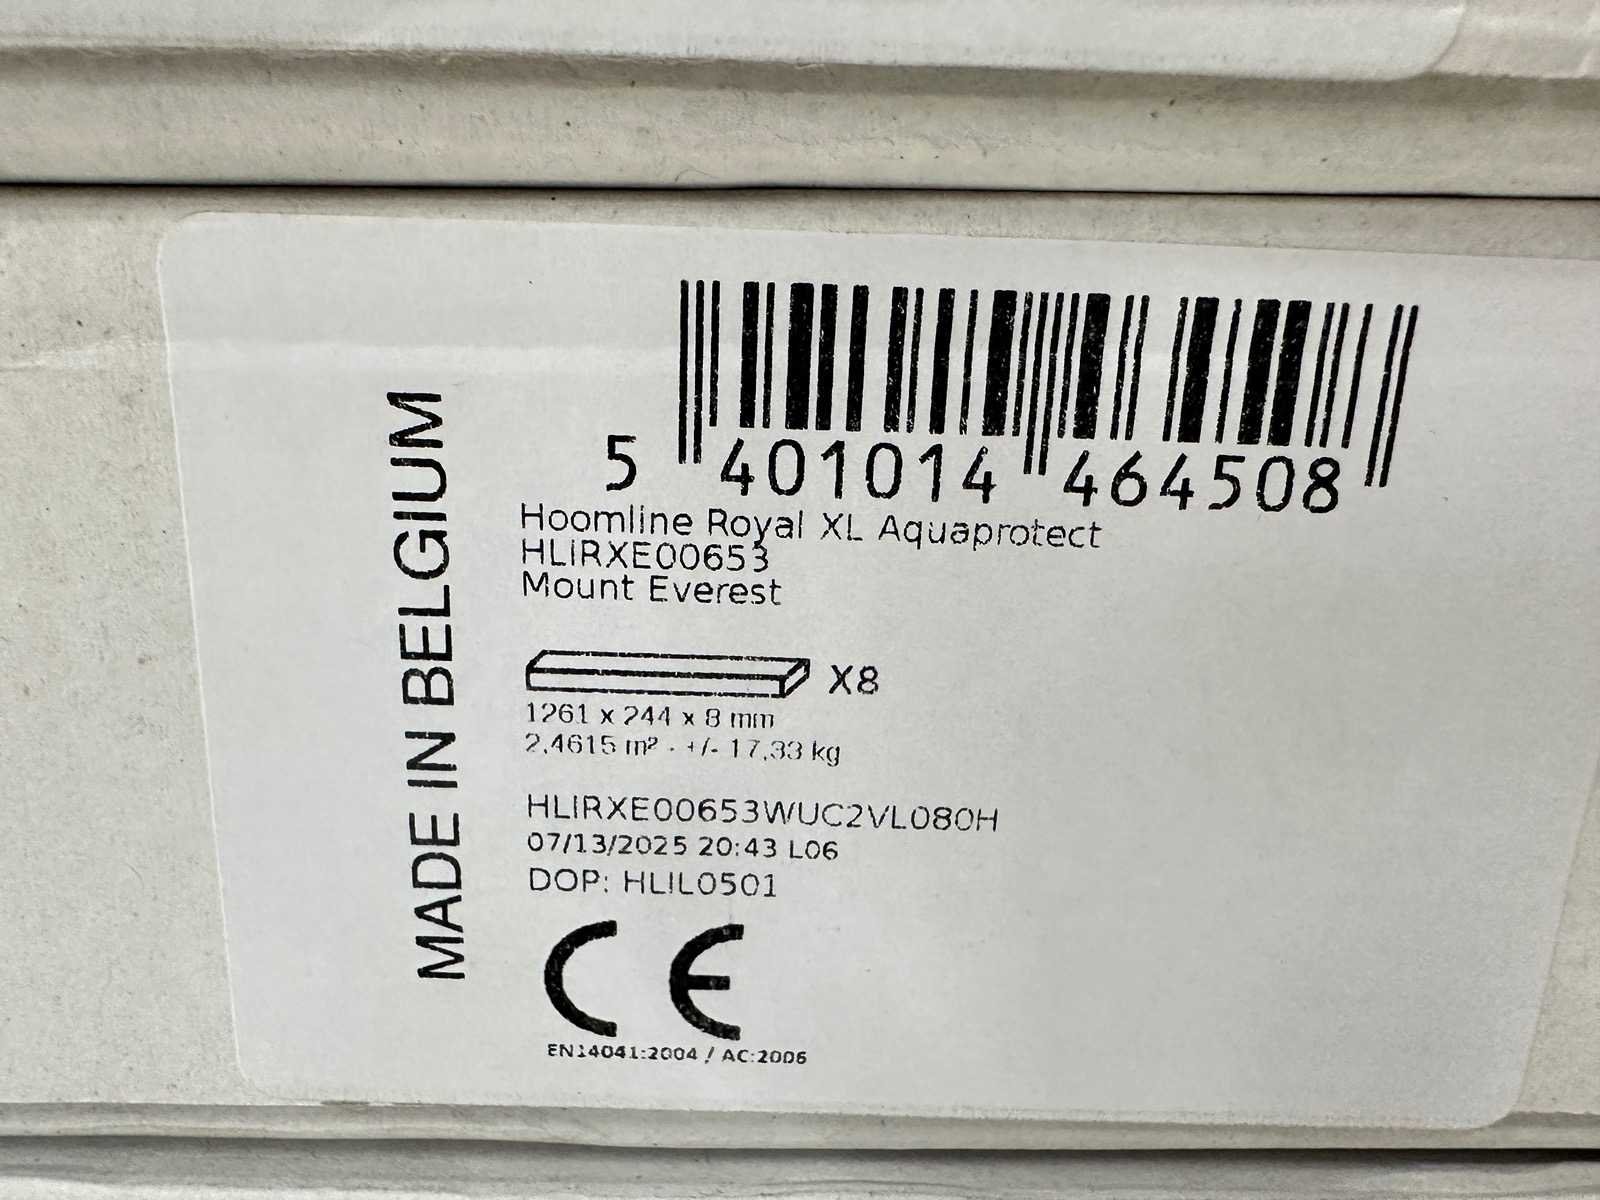 MADE IN BELGIUM
5 401014 464508
Hoomline Royal XL Aquaprotect
HLIRXE00653
Mount Everest
X8
1261 x 244 x 8 mm
2,4615 m² - +/- 17,33 kg
HLIRXE00653WUC2VL080H
07/13/2025 20:43 L06
DOP: HLIL0501
CE
EN14041:2004 / AC:2006